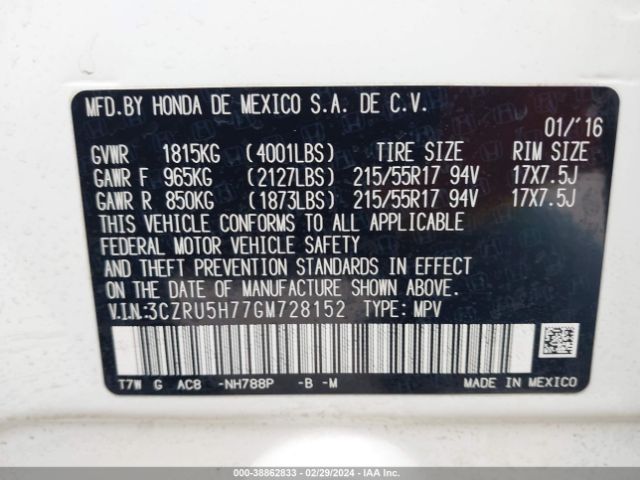 MFD.BY HONDA DE MEXICO S.A. DE C.V.
01/'16
GVWR 1815KG (4001LBS) TIRE SIZE RIM SIZE
GAWR F 965KG (2127LBS) 215/55R17 94V 17X7.5J
GAWR R 850KG (1873LBS) 215/55R17 94V 17X7.5J
THIS VEHICLE CONFORMS TO ALL APPLICABLE
FEDERAL MOTOR VEHICLE SAFETY
AND THEFT PREVENTION STANDARDS IN EFFECT
ON THE DATE OF MANUFACTURE SHOWN ABOVE.
V.I.N:3CZRU5H77GM728152 TYPE: MPV
T7W G AC8 -NH788P -B -M MADE IN MEXICO
000-38862833 - 02/29/2024 - IAAI.COM